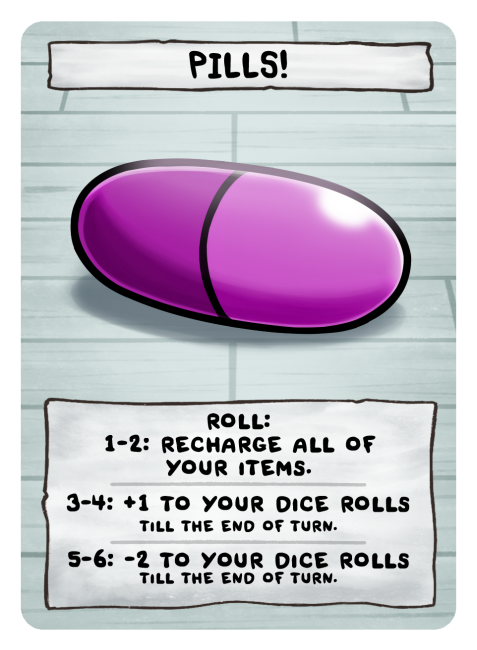 PILLS!
ROLL:
1-2: RECHARGE ALL OF
YOUR ITEMS.
3-4: +1 TO YOUR DICE ROLLS
TILL THE END OF TURN.
5-6: -2 TO YOUR DICE ROLLS
TILL THE END OF TURN.